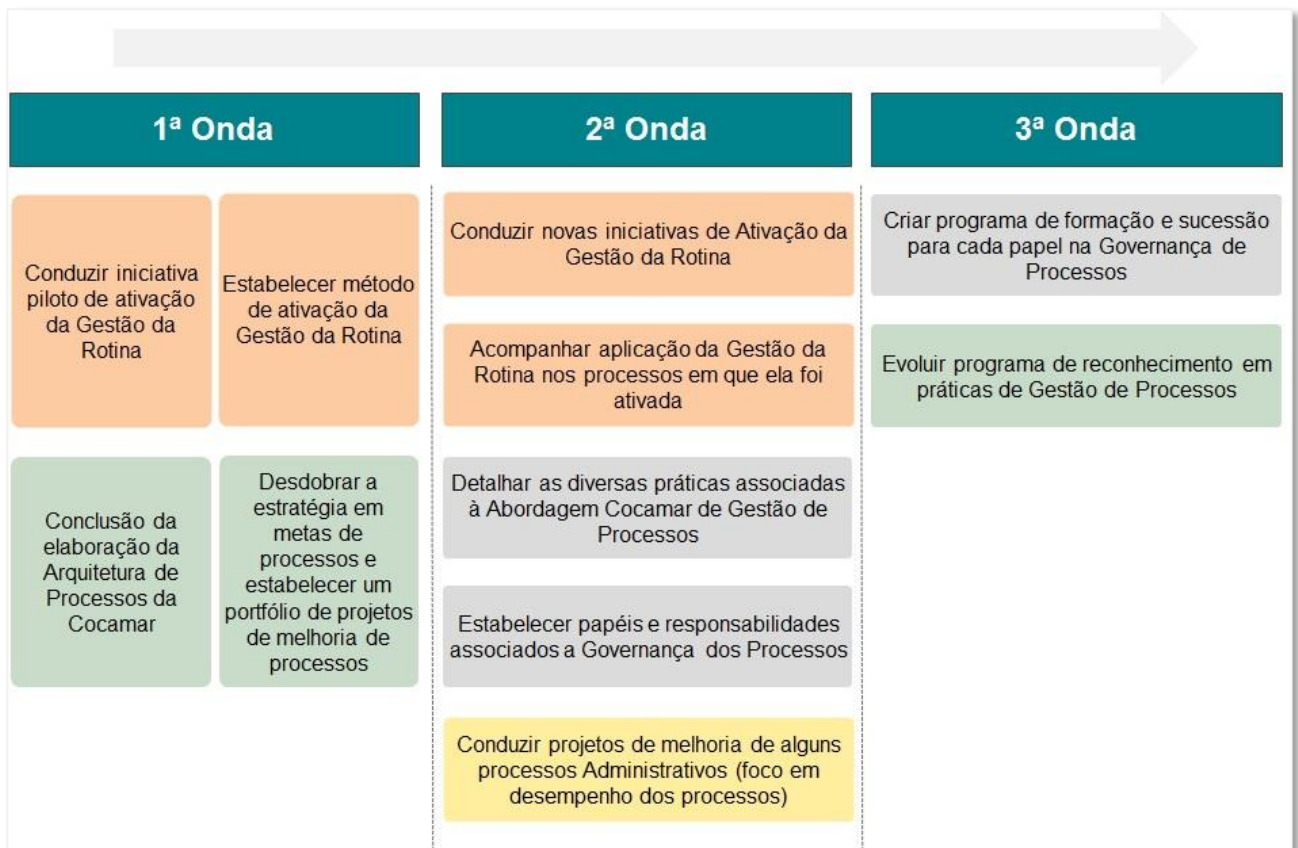 1ª Onda
Conduzir iniciativa
piloto de ativação
da Gestão da
Rotina
Estabelecer método
de ativação da
Gestão da Rotina
Conclusão da
elaboração da
Arquitetura de
Processos da
Cocamar
Desdobrar a
estratégia em
metas de
processos e
estabelecer um
portfólio de projetos
de melhoria de
processos
2ª Onda
Conduzir novas iniciativas de Ativação da
Gestão da Rotina
Acompanhar aplicação da Gestão da
Rotina nos processos em que ela foi
ativada
Detalhar as diversas práticas associadas
à Abordagem Cocamar de Gestão de
Processos
Estabelecer papéis e responsabilidades
associados a Governança dos Processos
Conduzir projetos de melhoria de alguns
processos Administrativos (foco em
desempenho dos processos)
3ª Onda
Criar programa de formação e sucessão
para cada papel na Governança de
Processos
Evoluir programa de reconhecimento em
práticas de Gestão de Processos